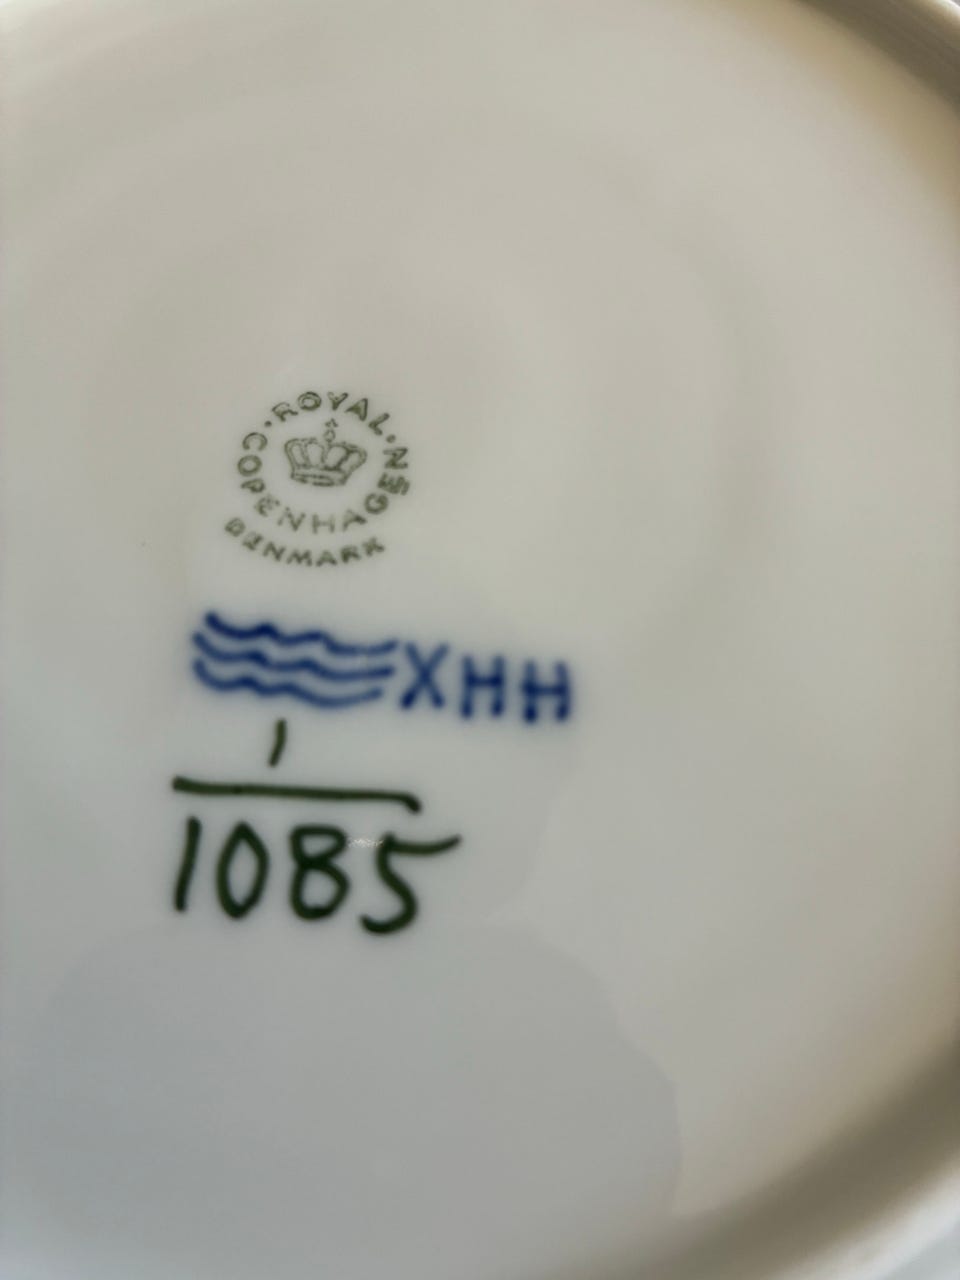 ROYAL
COPENHAGEN
DENMARK
XHH
1
1085